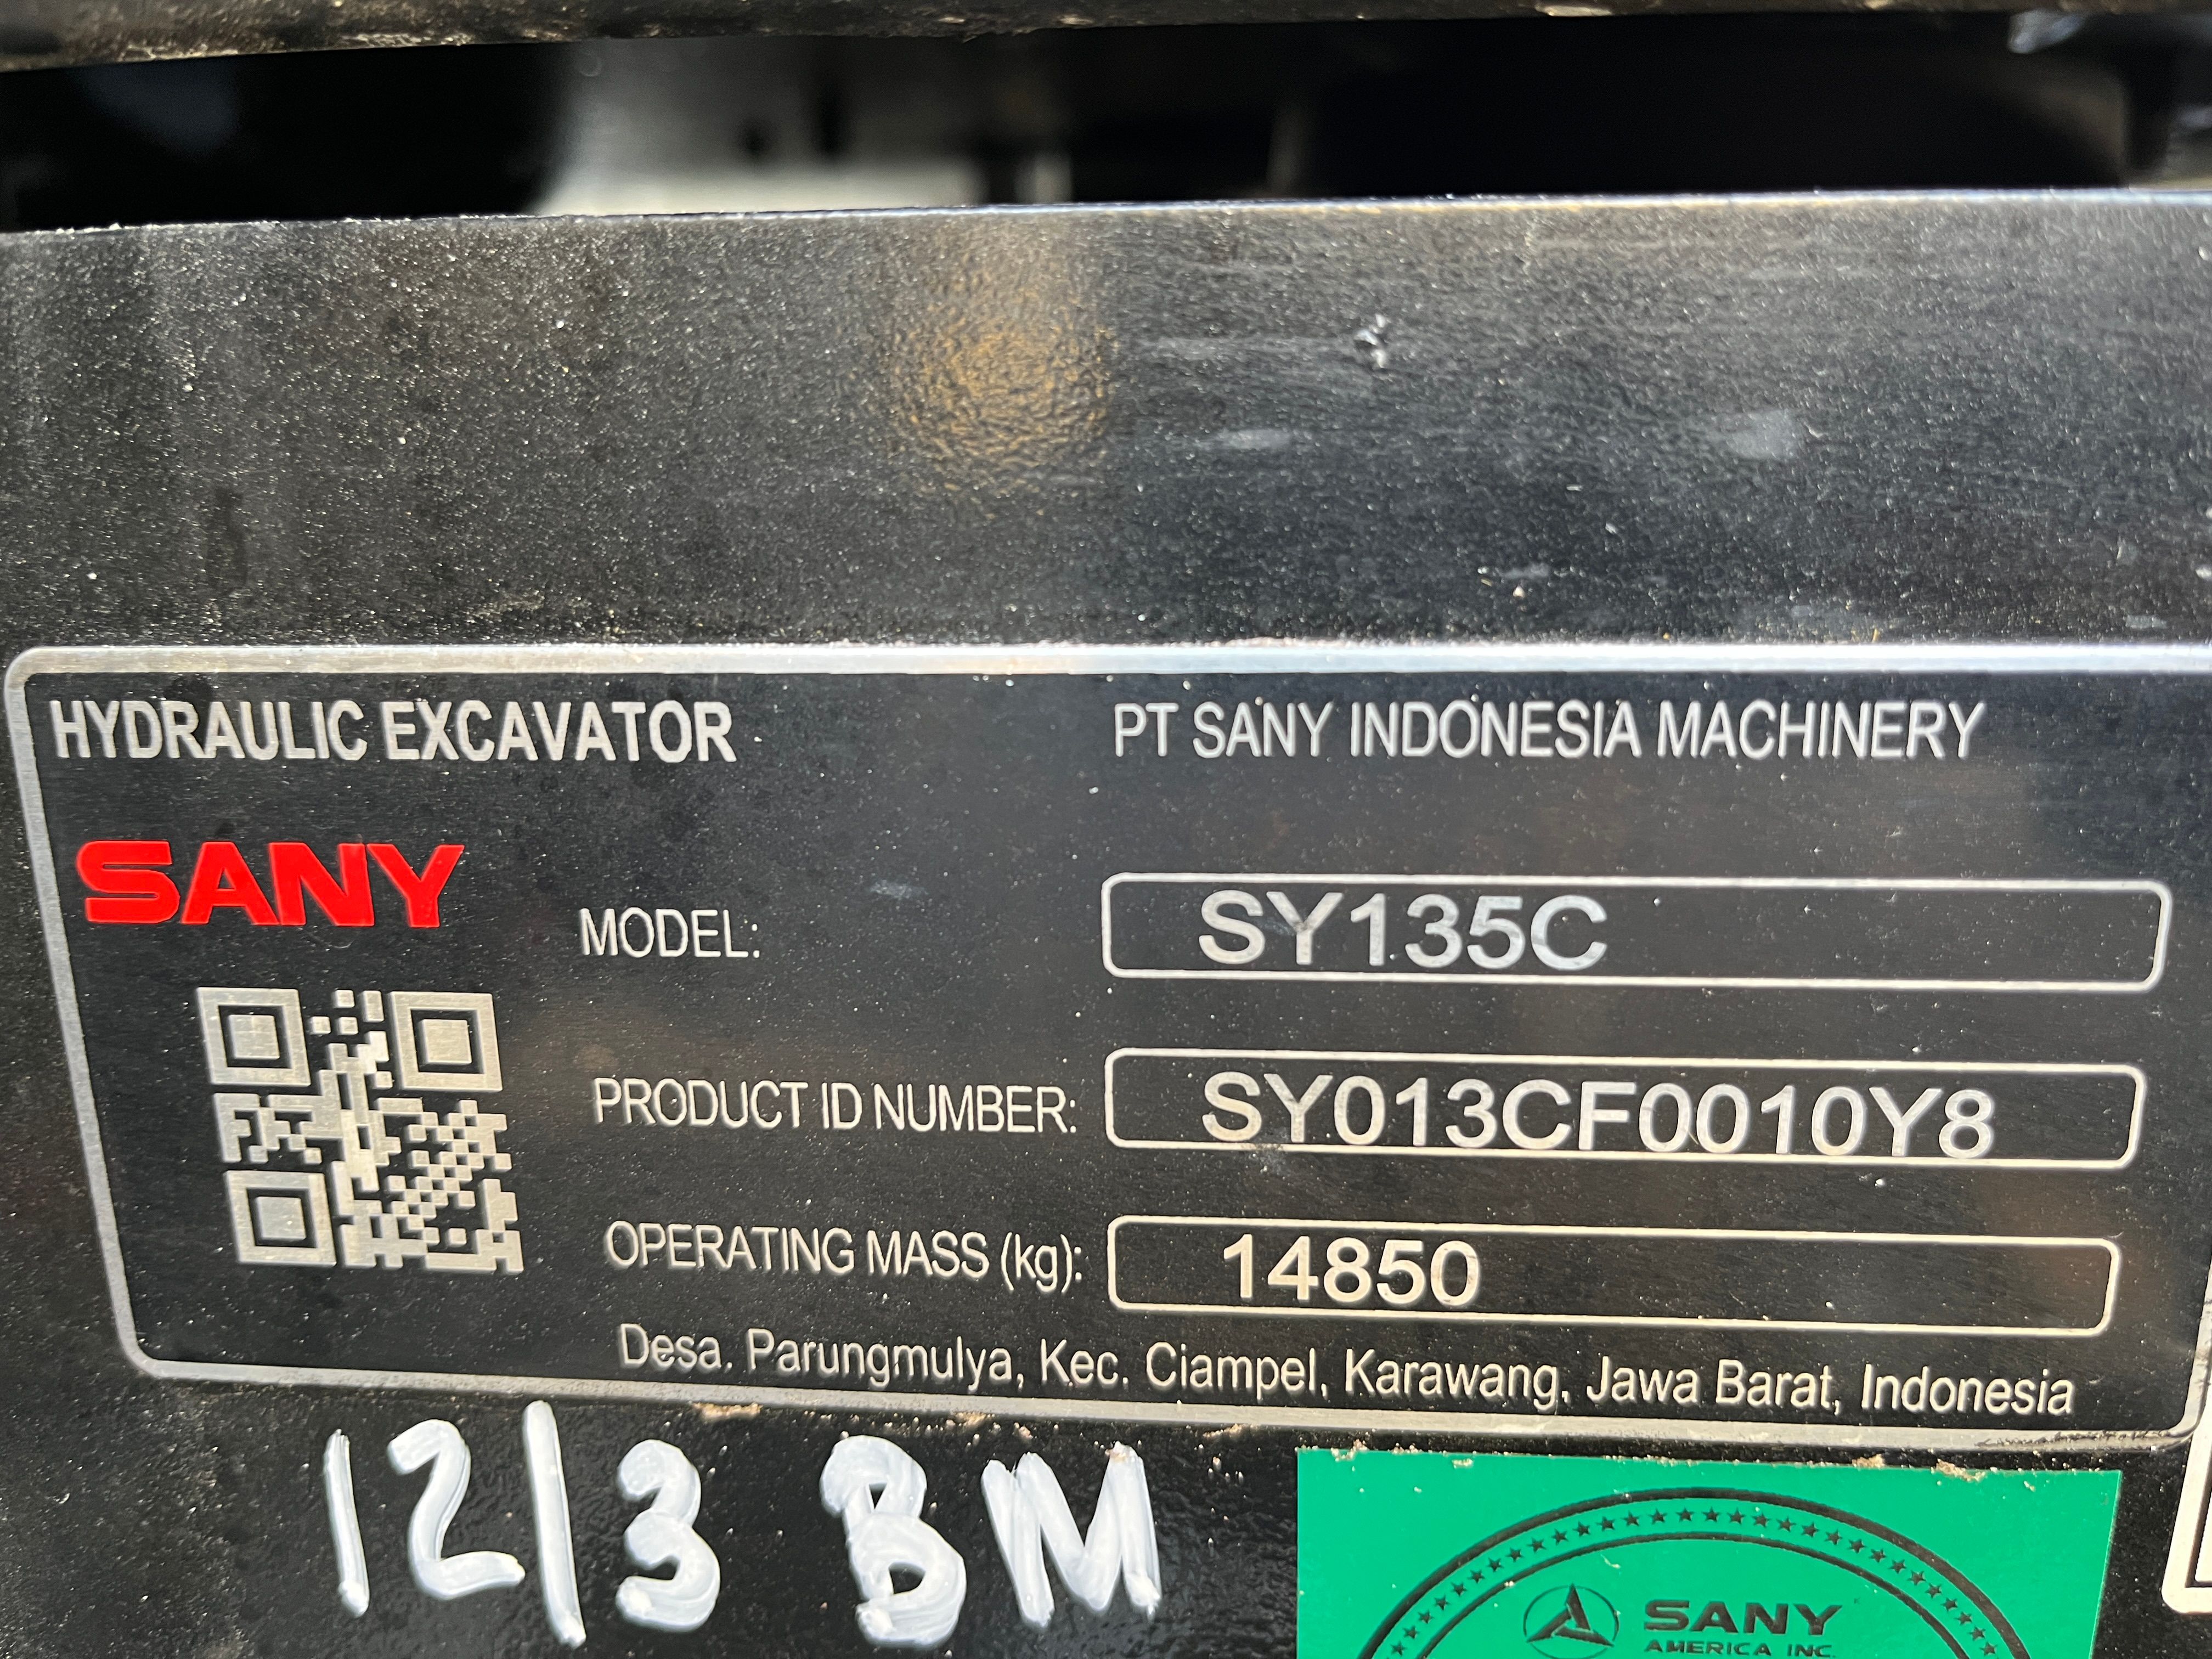 HYDRAULIC EXCAVATOR
PT SANY INDONESIA MACHINERY
SANY
MODEL: SY135C
PRODUCT ID NUMBER: SY013CF0010Y8
OPERATING MASS (kg): 14850
Desa. Parungmulya, Kec. Ciampel, Karawang, Jawa Barat, Indonesia
12/3 BM
SANY
AMERICA INC.